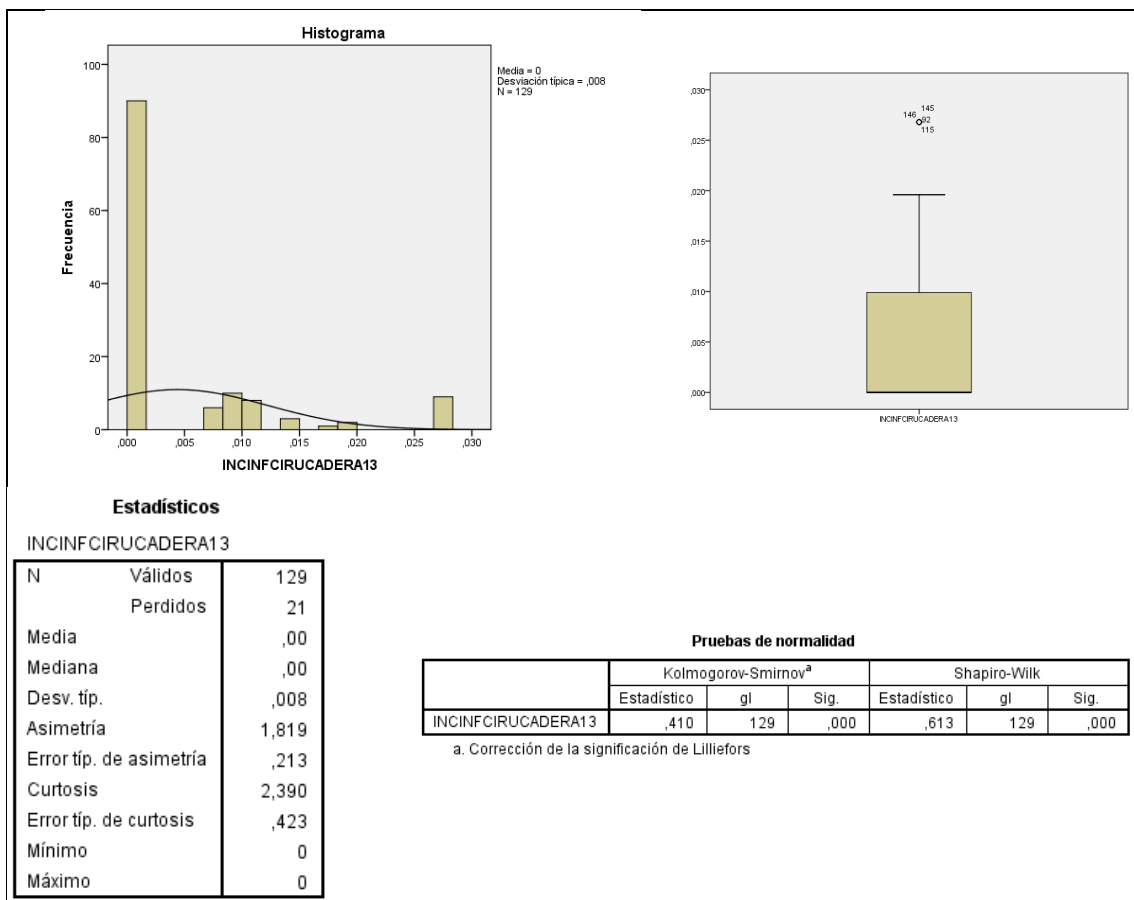 Histograma
Media = 0
Desviación típica = ,008
N = 129
100
80
60
40
20
0
Frecuencia
,000 ,005 ,010 ,015 ,020 ,025 ,030
INCINFCIRUCADERA13
,030
,025
,020
,015
,010
,005
,000
145
146 92
115
INCINFCIRUCADERA13
Estadísticos
INCINFCIRUCADERA13
N Válidos 129
Perdidos 21
Media ,00
Mediana ,00
Desv. típ. ,008
Asimetría 1,819
Error típ. de asimetría ,213
Curtosis 2,390
Error típ. de curtosis ,423
Mínimo 0
Máximo 0
Pruebas de normalidad
Kolmogorov-Smirnov a Shapiro-Wilk
Estadístico gl Sig. Estadístico gl Sig.
INCINFCIRUCADERA13 ,410 129 ,000 ,613 129 ,000
a. Corrección de la significación de Lilliefors